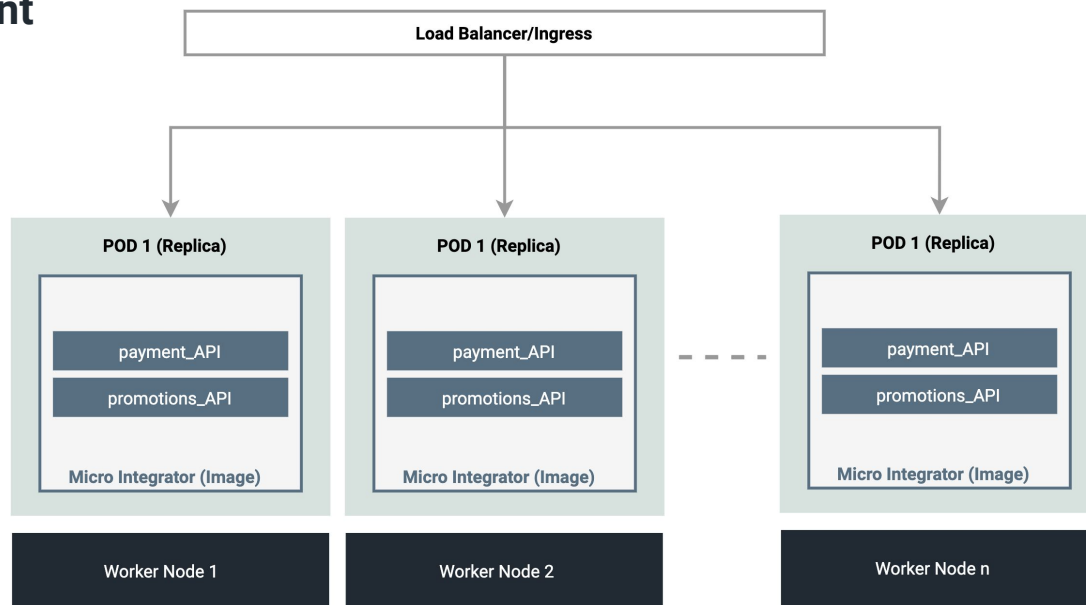 nt
Load Balancer/Ingress
POD 1 (Replica)
payment_API
promotions_API
Micro Integrator (Image)
Worker Node 1
POD 1 (Replica)
payment_API
promotions_API
Micro Integrator (Image)
Worker Node 2
POD 1 (Replica)
payment_API
promotions_API
Micro Integrator (Image)
Worker Node n